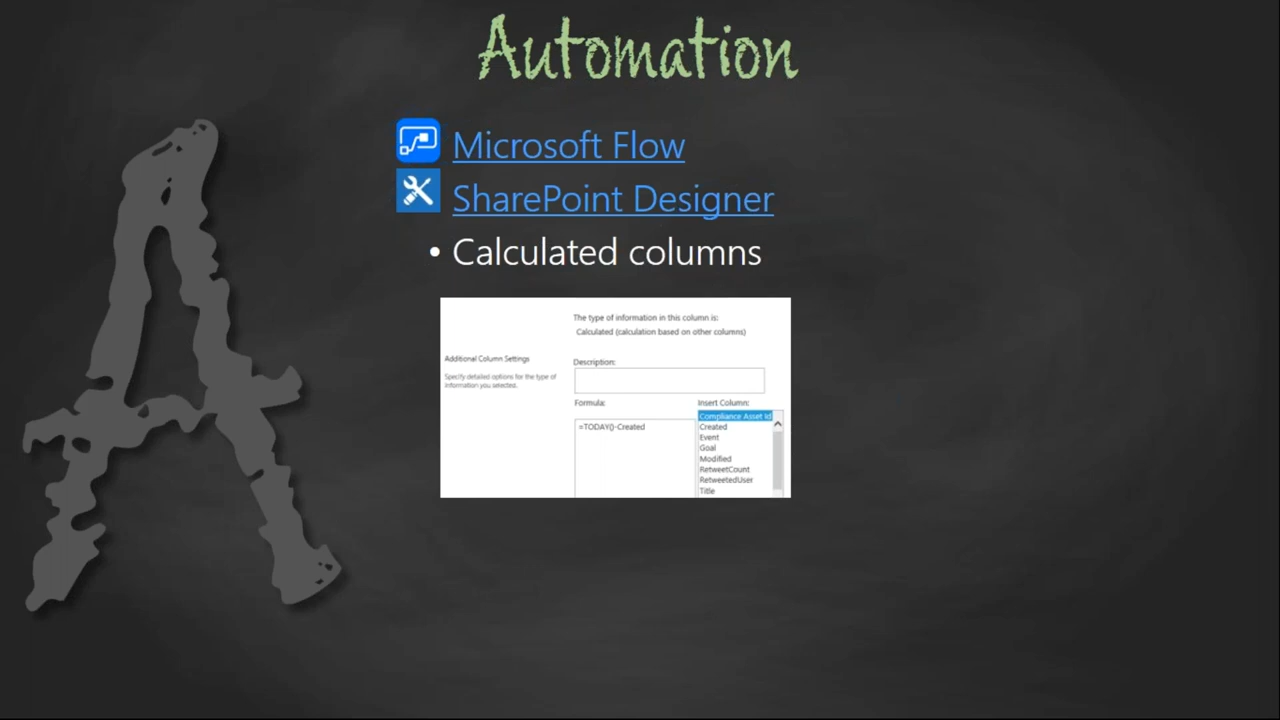 Automation
A
Microsoft Flow
SharePoint Designer
• Calculated columns
The type of information in this column is:
Calculated (calculation based on other columns)
Additional Column Settings
Specify detailed options for the type of
information you selected.
Description:
Formula:
Insert Column:
=TODAY()-Created
Compliance Asset Id
Created
Event
Goal
Modified
RetweetCount
RetweetedUser
Title